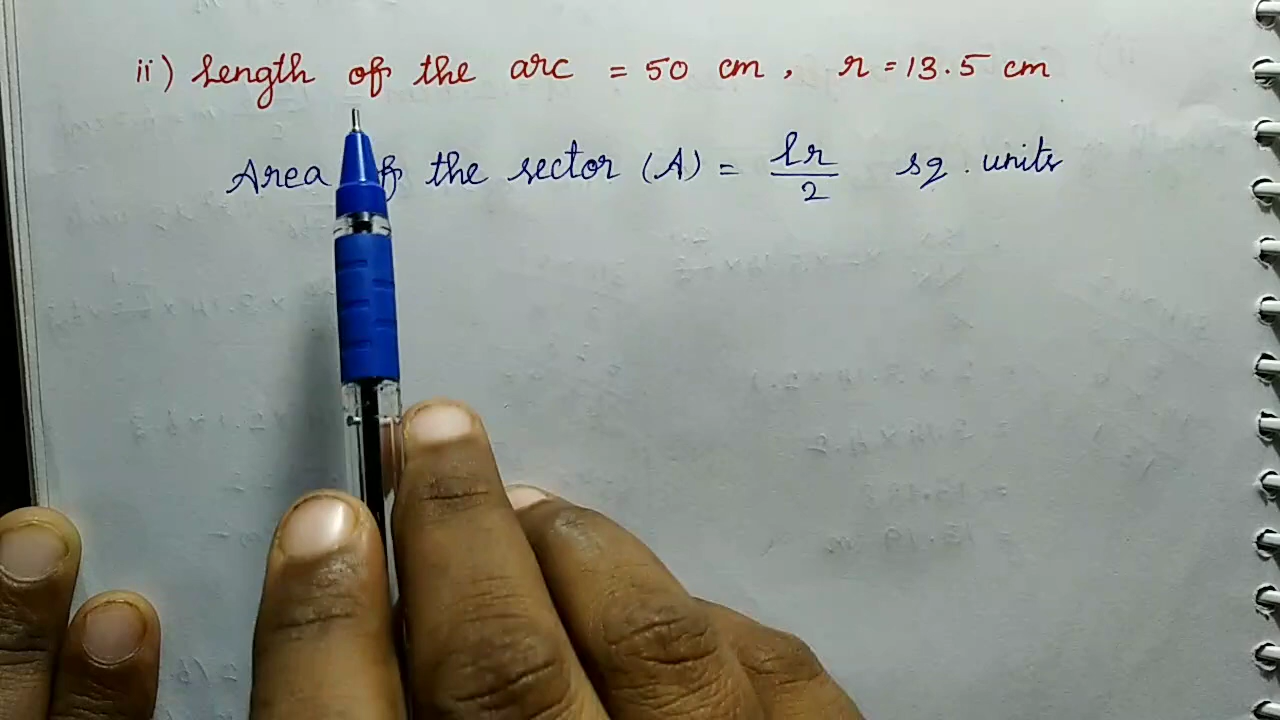 ii) Length of the arc = 50 cm, r = 13.5 cm
Area of the sector (A) = lr/2 sq. units